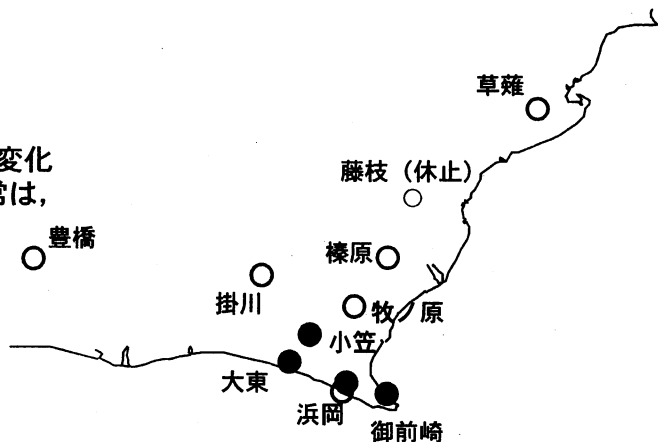 草薙
変化
藤枝（休止）
常は，
豊橋
榛原
掛川
牧ノ原
小笠
大東
浜岡
御前崎